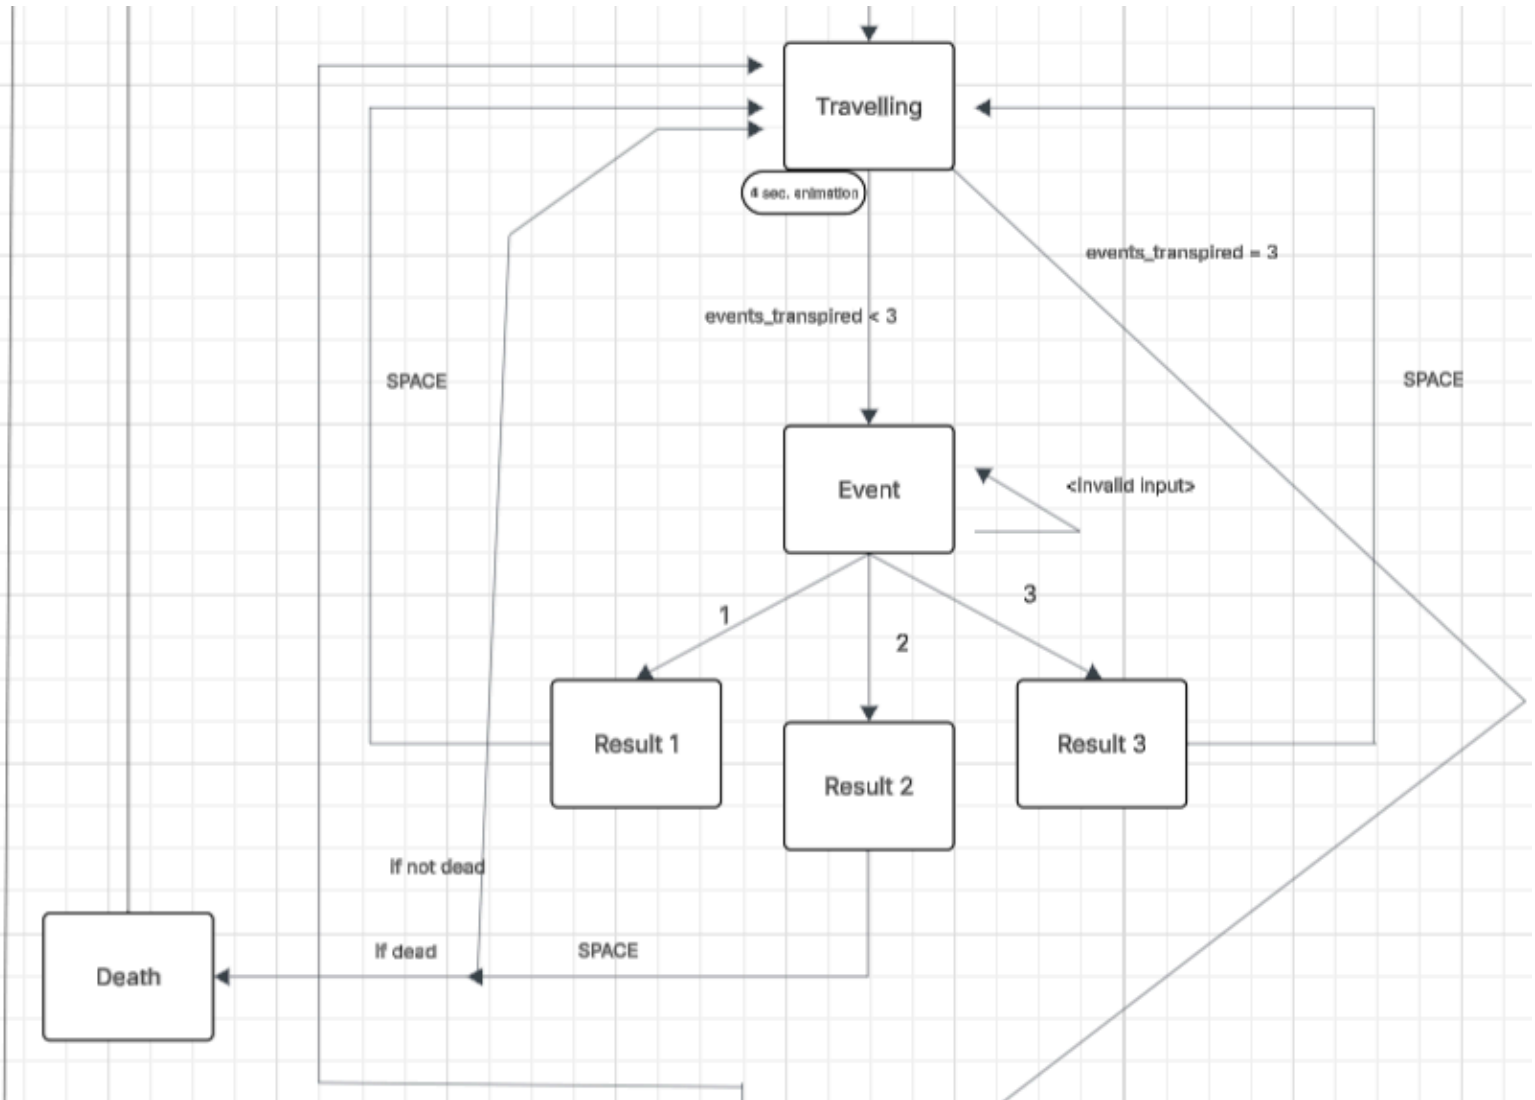 Travelling
4 sec. animation
events_transpired = 3
events_transpired < 3
SPACE
SPACE
Event
<invalid input>
1
2
3
Result 1
Result 2
Result 3
If not dead
If dead
SPACE
Death